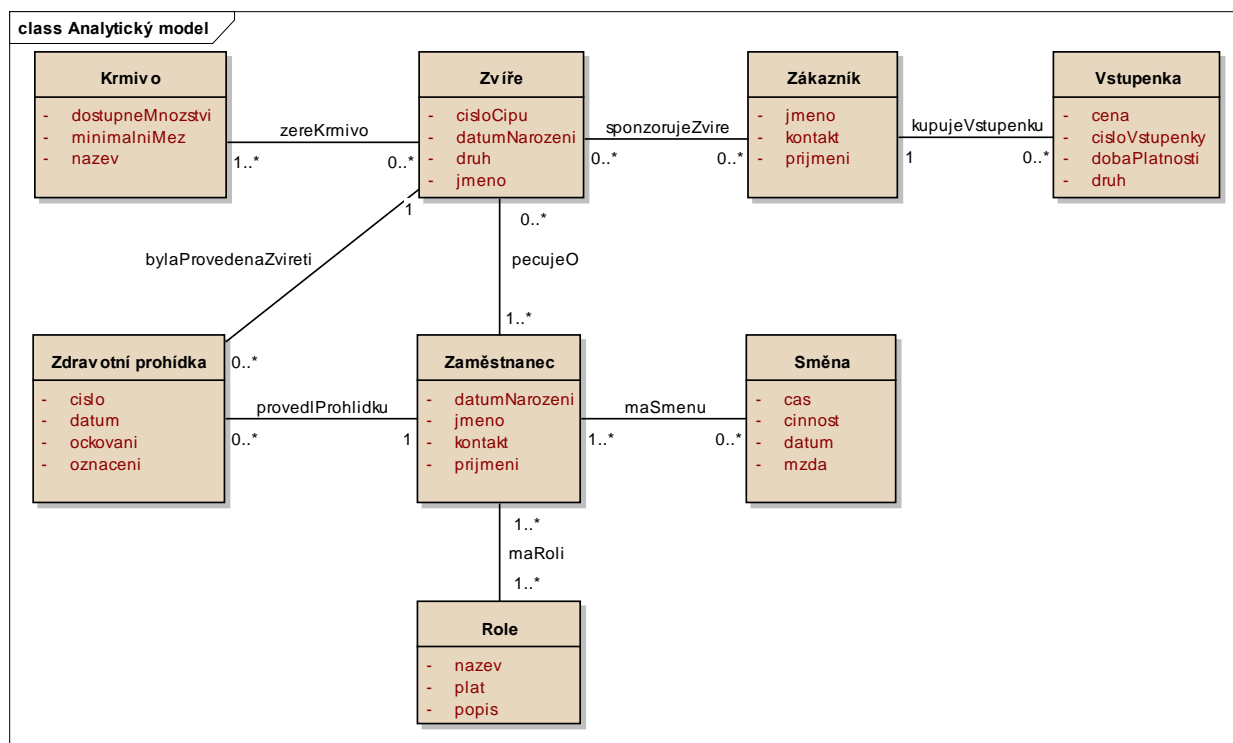 class Analytický model
Krmivo
- dostupneMnozstvi
- minimalniMez
- nazev
zereKrmivo
1..*
0..*
Zvíře
- cisloCipu
- datumNarozeni
- druh
- jmeno
sponzorujeZvire
0..*
0..*
Zákazník
- jmeno
- kontakt
- prijmeni
kupujeVstupenku
1
0..*
Vstupenka
- cena
- cisloVstupenky
- dobaPlatnosti
- druh
1
bylaProvedenaZvireti
0..*
0..*
pecujeO
1..*
Zdravotní prohídka
- cislo
- datum
- ockovani
- oznaceni
provedlProhlidku
0..*
1
Zaměstnanec
- datumNarozeni
- jmeno
- kontakt
- prijmeni
maSmenu
1..*
0..*
Směna
- cas
- cinnost
- datum
- mzda
1..*
maRoli
1..*
Role
- nazev
- plat
- popis